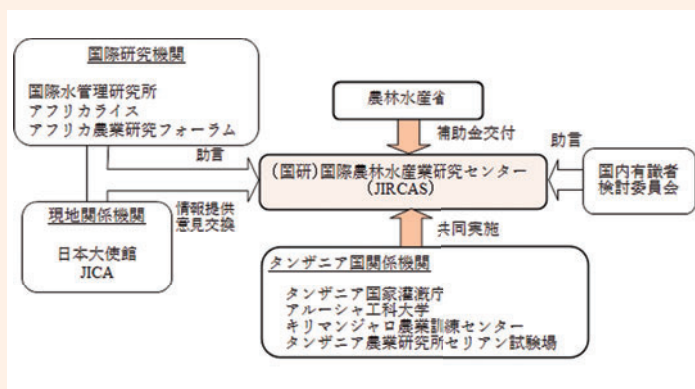 国際研究機関
国際水管理研究所
アフリカライス
アフリカ農業研究フォーラム
農林水産省
補助金交付
助言
助言
(国研)国際農林水産業研究センター
(JIRCAS)
国内有識者
検討委員会
現地関係機関
日本大使館
JICA
情報提供
意見交換
共同実施
タンザニア国関係機関
タンザニア国家灌漑庁
アルーシャ工科大学
キリマンジャロ農業訓練センター
タンザニア農業研究所セリアン試験場